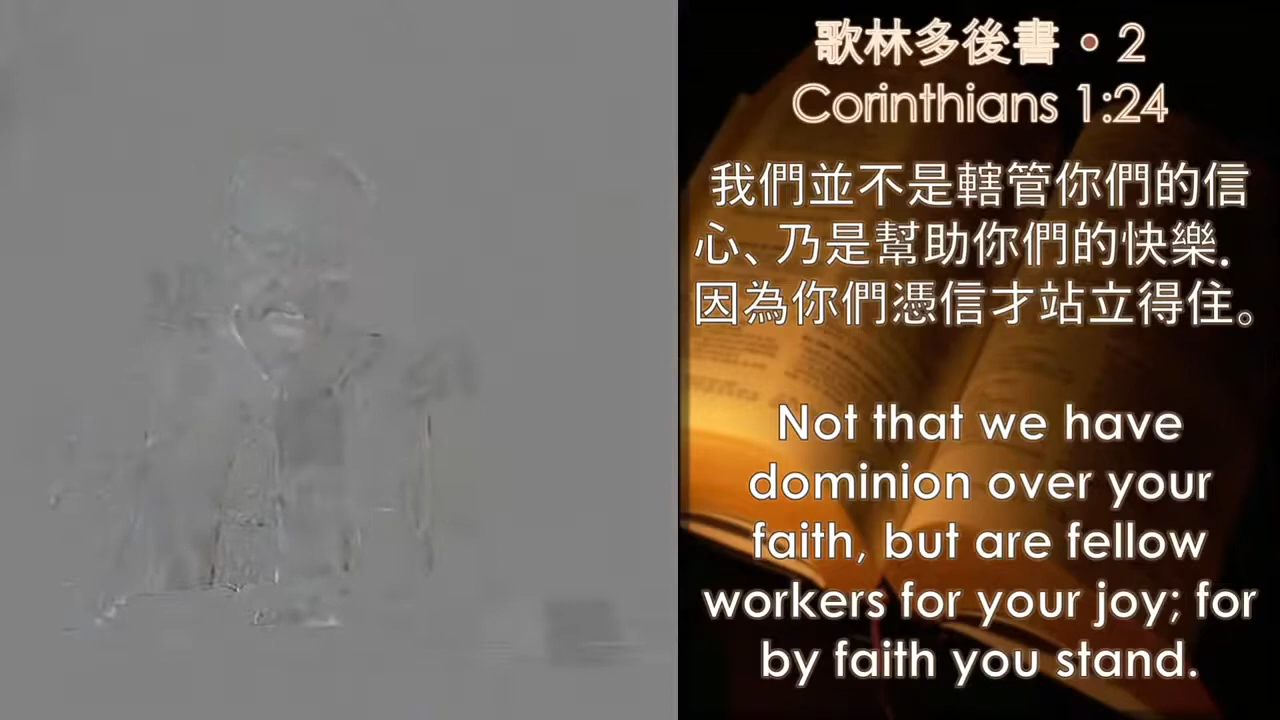 歌林多後書 • 2
Corinthians 1:24
我們並不是轄管你們的信
心、乃是幫助你們的快樂.
因為你們憑信才站立得住。
Not that we have
dominion over your
faith, but are fellow
workers for your joy; for
by faith you stand.